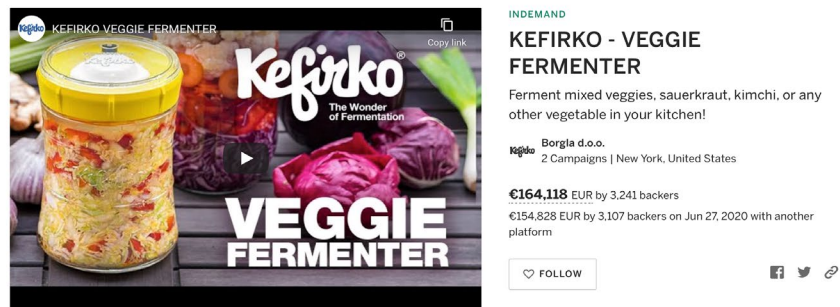 Kefirko
KEFIRKO VEGGIE FERMENTER
Copy link
Kefirko®
The Wonder
of Fermentation
VEGGIE
FERMENTER
INDEMAND
KEFIRKO - VEGGIE
FERMENTER
Ferment mixed veggies, sauerkraut, kimchi, or any
other vegetable in your kitchen!
Kefirko
Borgla d.o.o.
2 Campaigns | New York, United States
€164,118 EUR by 3,241 backers
€154,828 EUR by 3,107 backers on Jun 27, 2020 with another
platform
FOLLOW